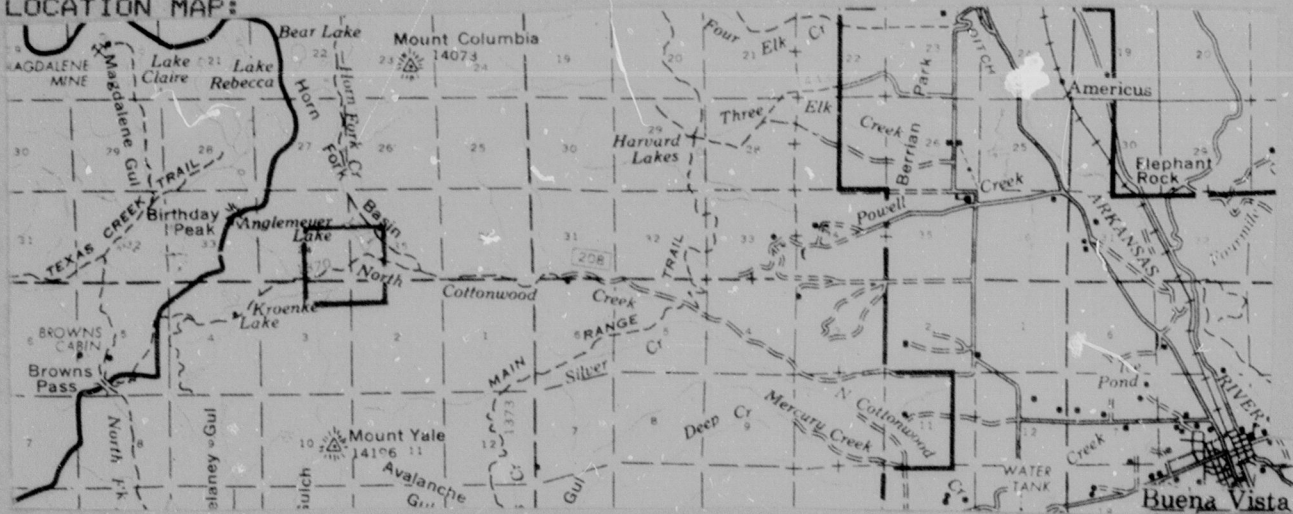 LOCATION MAP:
Bear Lake
Mount Columbia
14073
Four Elk Cr
DITCH
MINE
Magdalene Gul
Lake Claire
Lake Rebecca
Horn Fork Basin
Horn Fork Cr
Americus
Harvard Lakes
Three Elk Creek
Berrian Park
Elephant Rock
TEXAS CREEK TRAIL
Birthday Peak
Anglemeyer Lake
Powell Creek
ARKANSAS RIVER
TRAIL
208
North Cottonwood Creek
Kroenke Lake
BROWNS CABIN
Browns Pass
MAIN RANGE
Silver Cr
Pond
North Fk
Mount Yale
14196
Avalanche
1373
Cr
Gul
Deep Cr
Mercury Creek
N Cottonwood
Creek
WATER TANK
Cr
Buena Vista